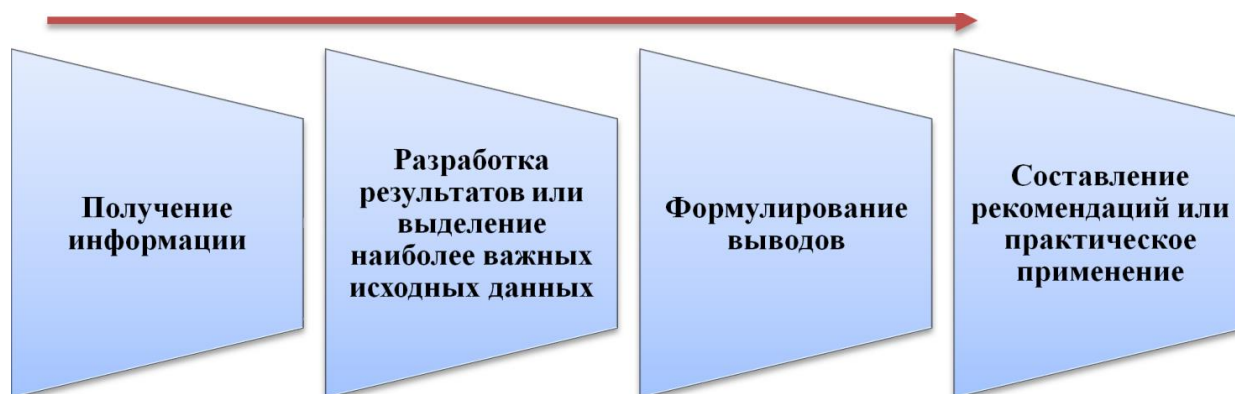 Получение
информации
Разработка
результатов или
выделение
наиболее важных
исходных данных
Формулирование
выводов
Составление
рекомендаций или
практическое
применение